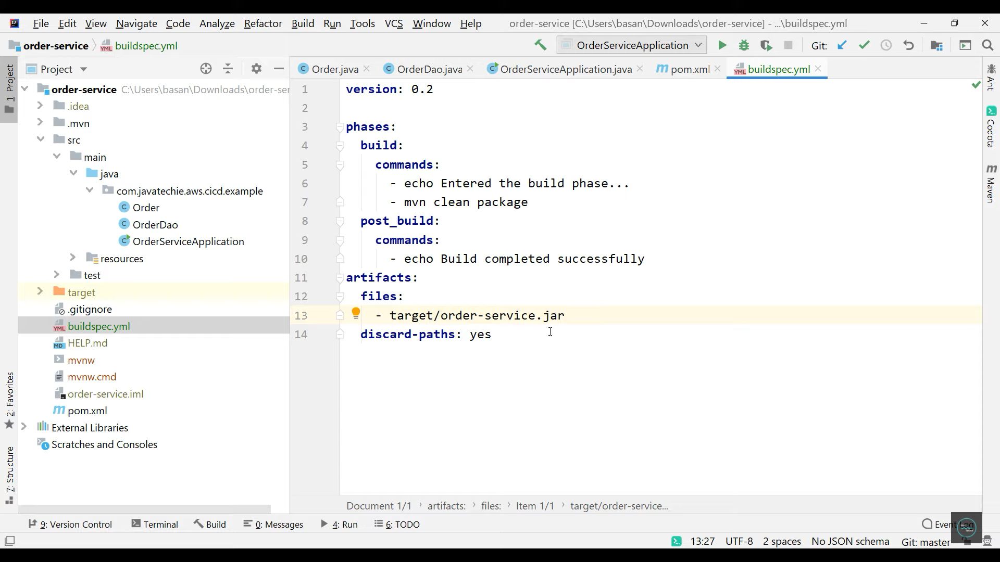 File Edit View Navigate Code Analyze Refactor Build Run Tools VCS Window Help order-service [C:\Users\basan\Downloads\order-service] - ...\buildspec.yml
order-service buildspec.yml OrderServiceApplication Git:
1: Project
Project
Order.java OrderDao.java OrderServiceApplication.java pom.xml buildspec.yml
order-service C:\Users\basan\Downloads\order-ser
.idea
.mvn
src
main
java
com.javatechie.aws.cicd.example
Order
OrderDao
OrderServiceApplication
resources
test
target
.gitignore
buildspec.yml
HELP.md
mvnw
mvnw.cmd
order-service.iml
pom.xml
External Libraries
Scratches and Consoles
2: Favorites
7: Structure
1 version: 0.2
2
3 phases:
4 build:
5 commands:
6 - echo Entered the build phase...
7 - mvn clean package
8 post_build:
9 commands:
10 - echo Build completed successfully
11 artifacts:
12 files:
13 - target/order-service.jar
14 discard-paths: yes
Ant
Codota
Maven
Document 1/1 artifacts: files: Item 1/1 target/order-service...
9: Version Control Terminal Build 0: Messages 4: Run 6: TODO Event Log
13:27 UTF-8 2 spaces No JSON schema Git: master